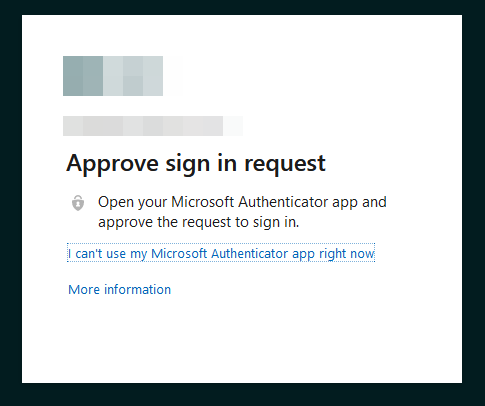 Approve sign in request
Open your Microsoft Authenticator app and
approve the request to sign in.
I can't use my Microsoft Authenticator app right now
More information